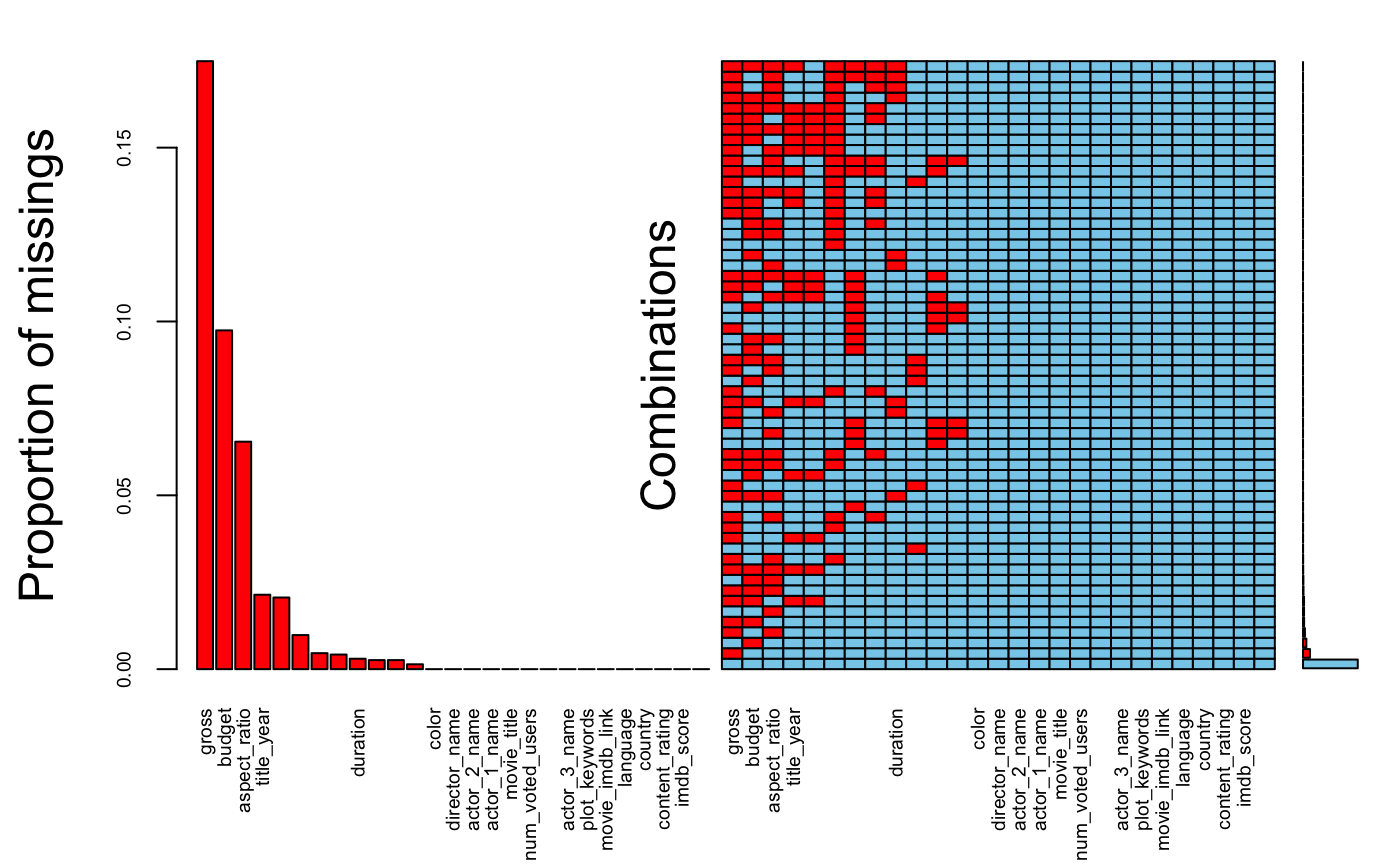 Proportion of missings
0.15
0.10
0.05
0.00
gross
budget
aspect_ratio
title_year
duration
color
director_name
actor_2_name
actor_1_name
movie_title
num_voted_users
actor_3_name
plot_keywords
movie_imdb_link
language
country
content_rating
imdb_score
Combinations
gross
budget
aspect_ratio
title_year
duration
color
director_name
actor_2_name
actor_1_name
movie_title
num_voted_users
actor_3_name
plot_keywords
movie_imdb_link
language
country
content_rating
imdb_score